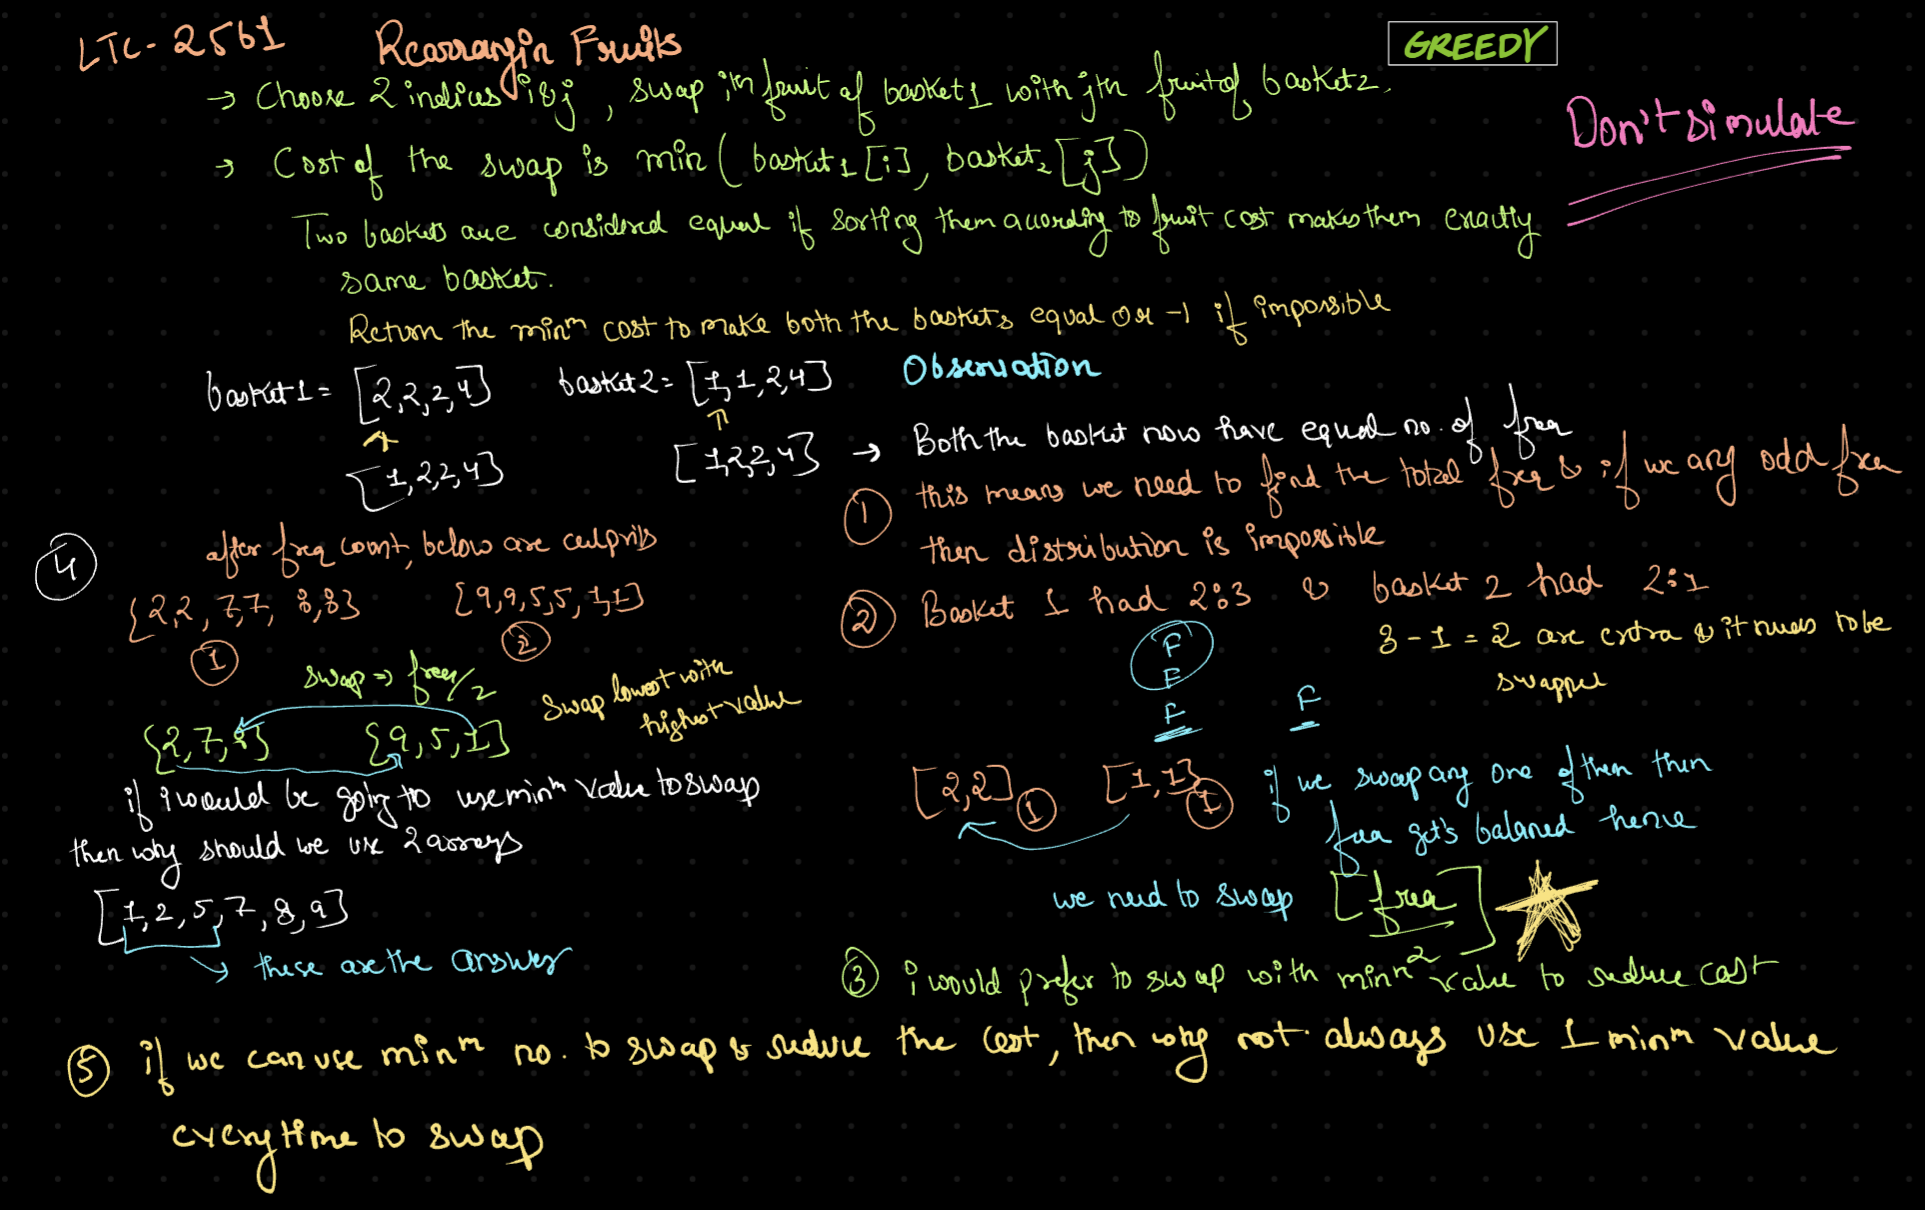 LTC- 2561 Rearrangin Fruits
GREEDY
→ Choose 2 indices i&j , swap ith fruit of basket1 with jth fruit of basket2.
Don't simulate
→ Cost of the swap is min ( basket1 [i], basket2 [j])
Two baskets are considered equal if sorting them according to fruit cost makes them exactly
same basket.
Return the minm cost to make both the baskets equal or -1 if impossible
basket1 = [2,2,2,4] basket2 = [1,1,2,4]
[1,2,2,4] [1,2,2,4]
Observation
→ Both the basket now have equal no. of freq
① this means we need to find the total freq & if we any odd freq
then distribution is impossible
② Basket 1 had 2:3 & basket 2 had 2:1
3 - 1 = 2 are extra & it needs to be
swapped
F
F
F F
[2,2] ① [1,1] ① if we swap any one of them then
freq get's balanced hence
we need to swap [freq/2]
③ i would prefer to swap with minm value to reduce cost
④ after freq count, below are culprits
{2,2, 7,7, 8,8} [9,9,5,5,1,1]
① ②
swap => freq/2
swap lowest with
highest value
{2,7,8} {9,5,1}
if i would be going to use minm value to swap
then why should we use 2 arrays
[1,2,5,7,8,9]
→ these are the answer
⑤ if we can use minm no. to swap & reduce the cost, then why not always use 1 minm value
everytime to swap